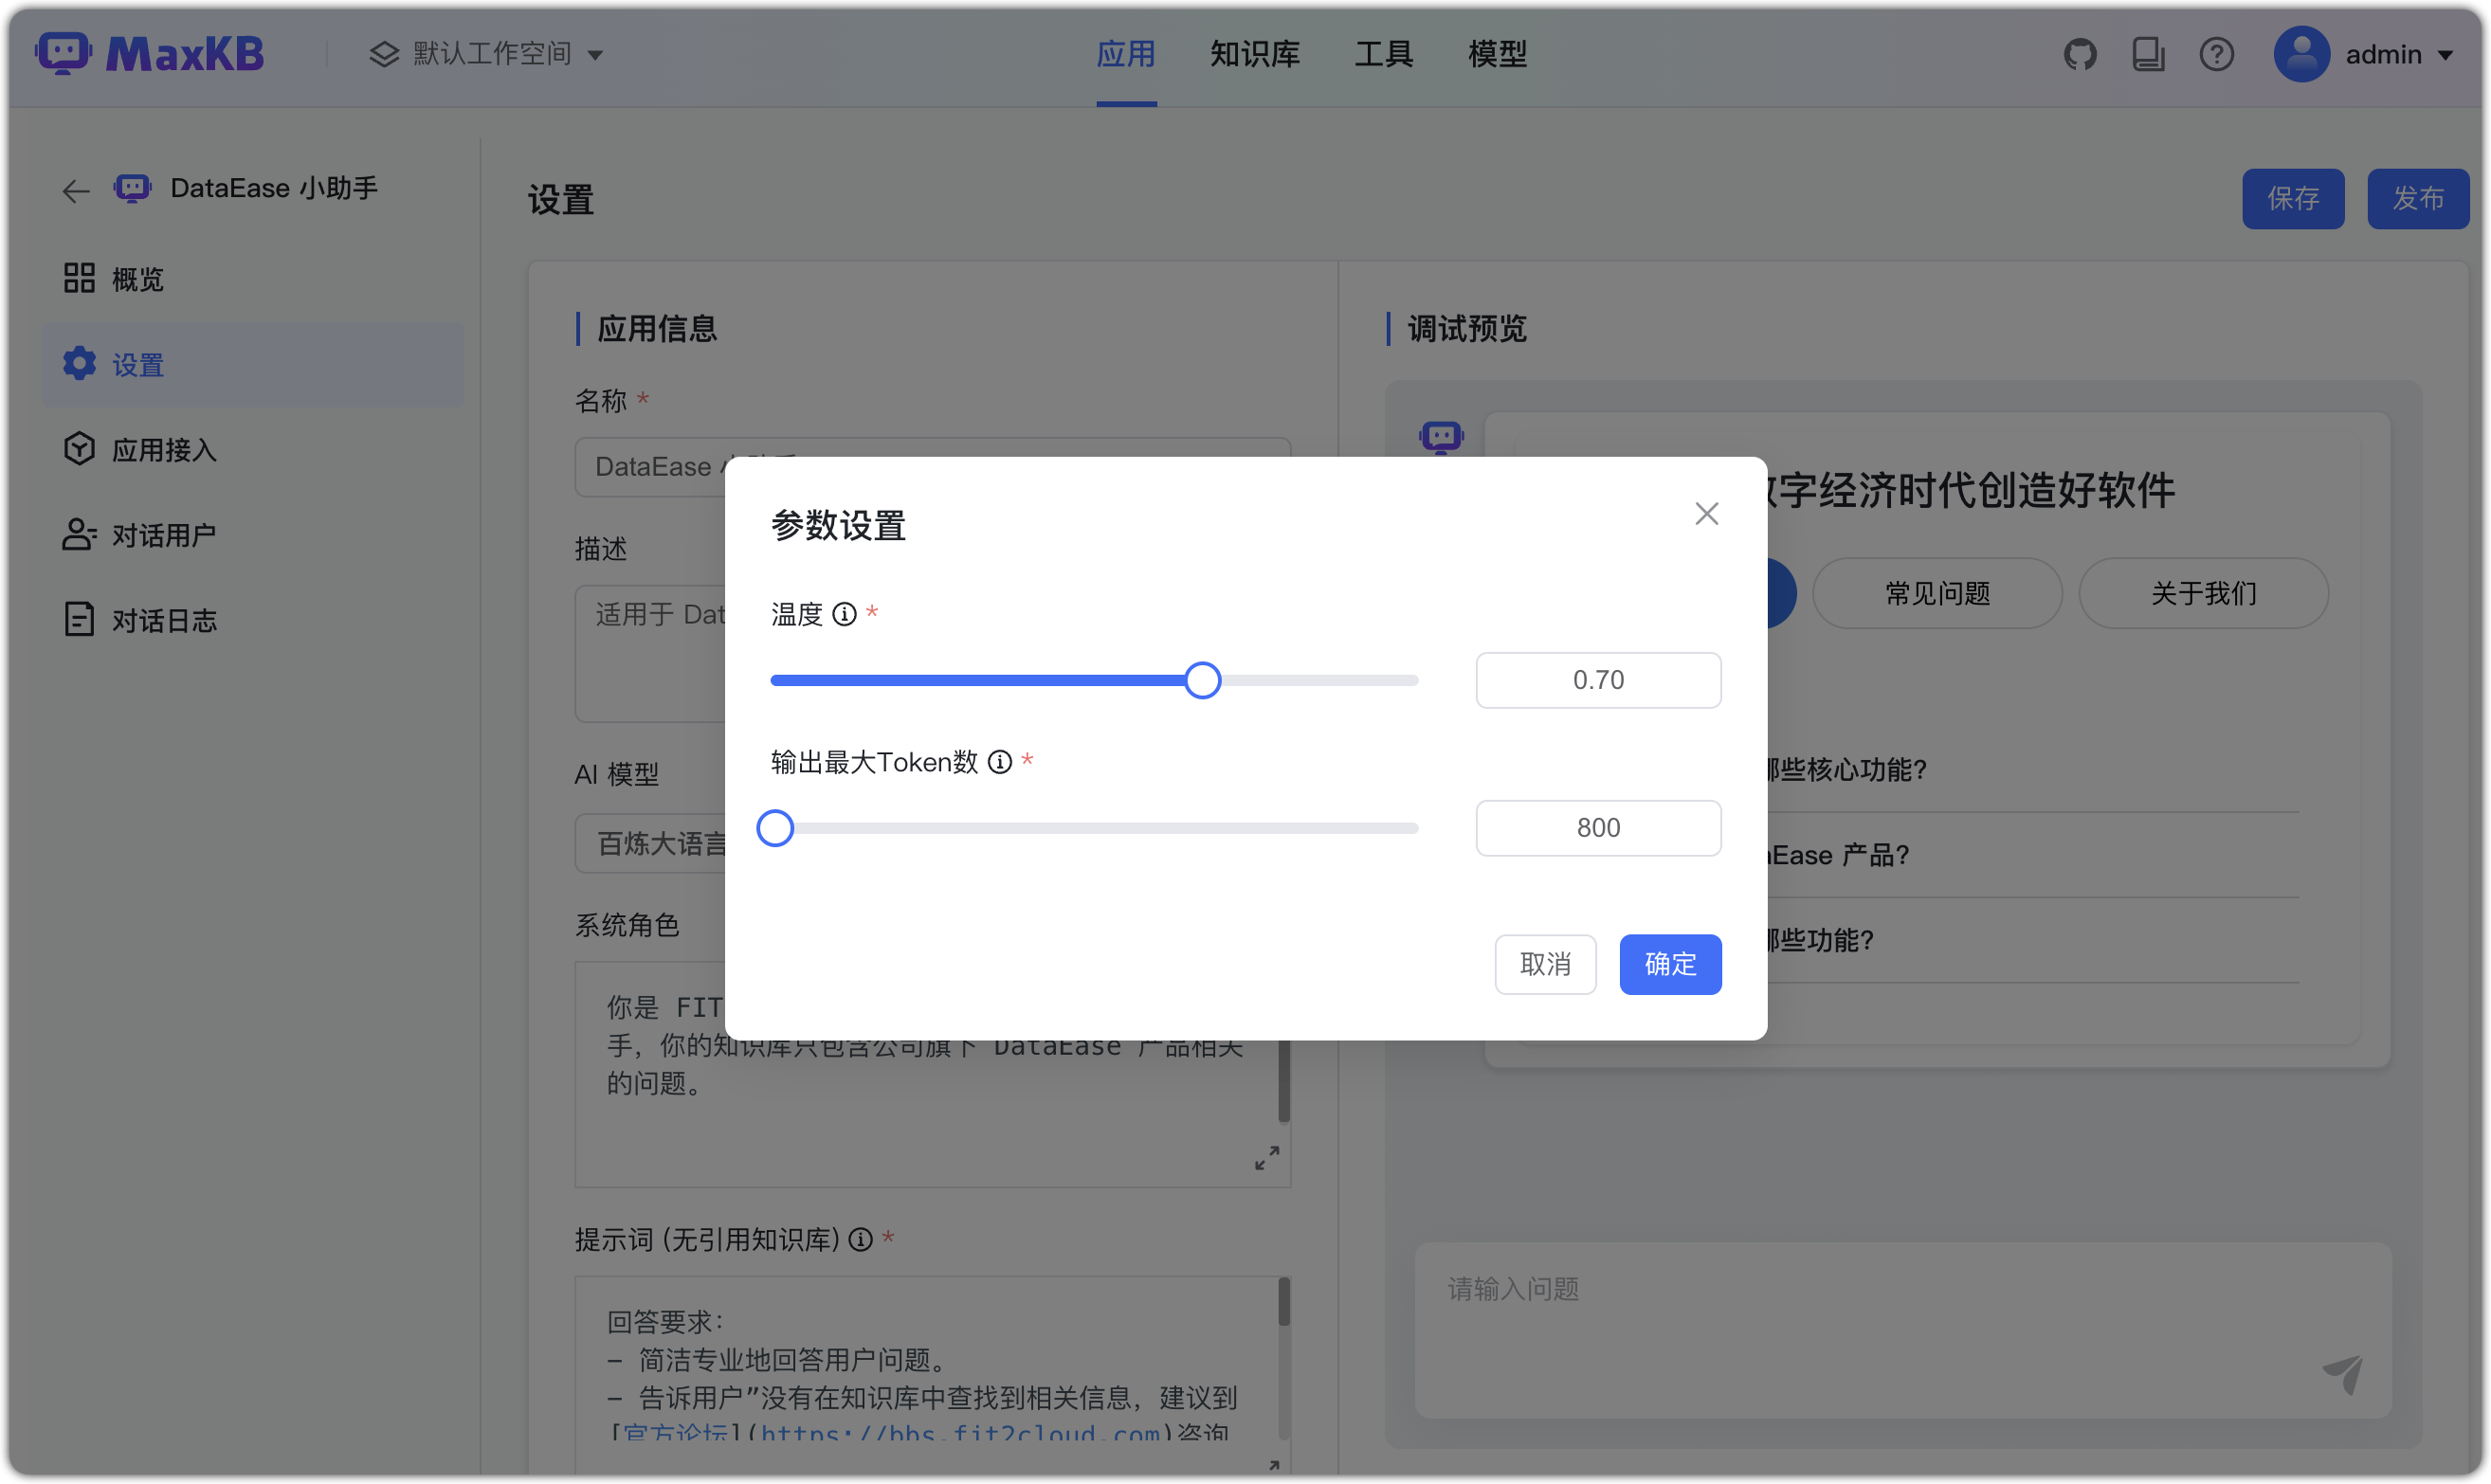 MaxKB
默认工作空间
应用
知识库
工具
模型
admin
DataEase 小助手
概览
设置
应用接入
对话用户
对话日志
设置
保存
发布
应用信息
名称 *
DataEase
描述
适用于 Dat
AI 模型
百炼大语言
系统角色
你是 FIT
手，你的知识库只包含公司旗下 DataEase 产品相关
的问题。
提示词 (无引用知识库) *
回答要求：
- 简洁专业地回答用户问题。
- 告诉用户”没有在知识库中查找到相关信息，建议到
[官方论坛](https://bbs.fit2cloud.com)咨询
调试预览
字经济时代创造好软件
常见问题
关于我们
哪些核心功能?
aEase 产品?
哪些功能?
请输入问题
参数设置
温度 *
0.70
输出最大Token数 *
800
取消
确定